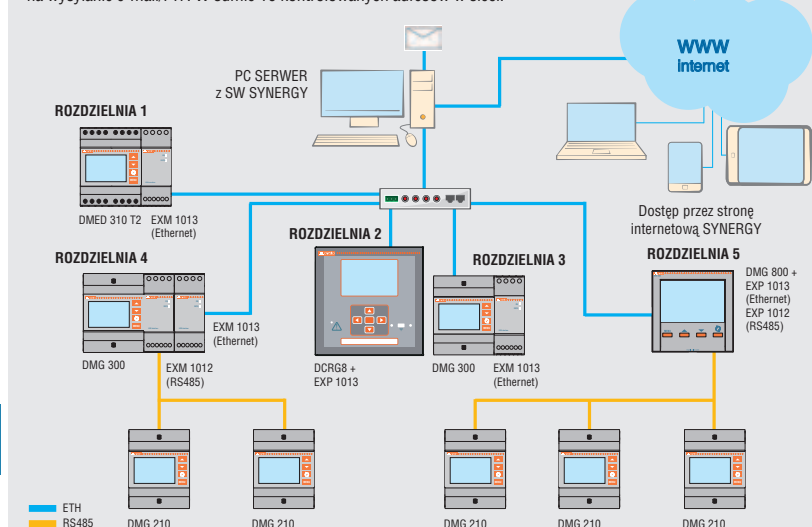 WWW
internet
PC SERWER
z SW SYNERGY
ROZDZIELNIA 1
DMED 310 T2
EXM 1013
(Ethernet)
Dostęp przez stronę
internetową SYNERGY
ROZDZIELNIA 2
ROZDZIELNIA 3
ROZDZIELNIA 4
ROZDZIELNIA 5
DMG 800 +
EXP 1013
(Ethernet)
EXP 1012
(RS485)
EXM 1013
(Ethernet)
DMG 300
EXM 1012
(RS485)
DCRG8 +
EXP 1013
DMG 300
EXM 1013
(Ethernet)
ETH
RS485
DMG 210
DMG 210
DMG 210
DMG 210
DMG 210